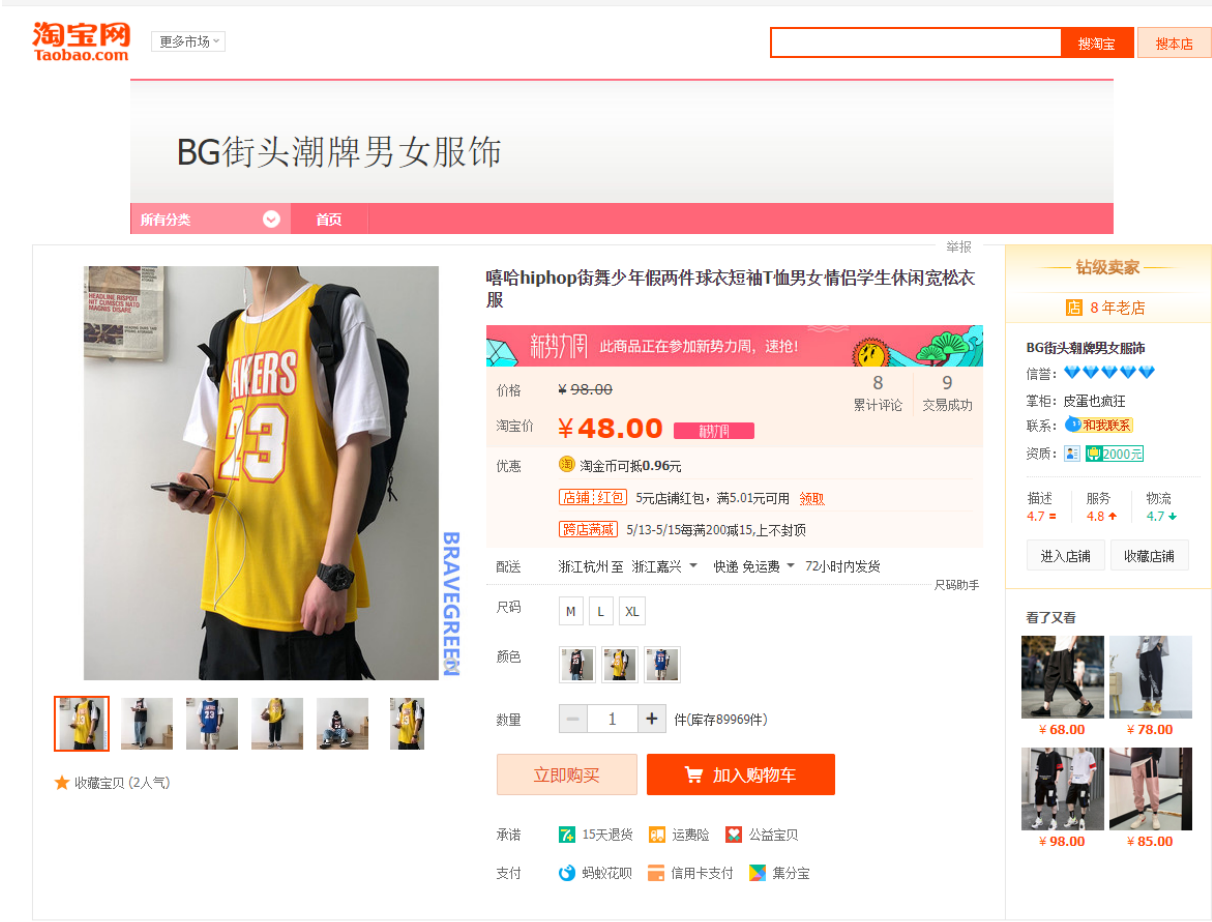 淘宝网
Taobao.com
更多市场
搜淘宝
搜本店
BG街头潮牌男女服饰
所有分类
首页
举报
HEADLINE RISPDIT
HIT CUMSCIS NATO
MAGNIS DISARE
AKERS
23
BRAVEGREEN
收藏宝贝 (2人气)
嘻哈hiphop街舞少年假两件球衣短袖T恤男女情侣学生休闲宽松衣
服
新势力周 此商品正在参加新势力周，速抢！
价格 ¥ 98.00
8 累计评论
9 交易成功
淘宝价 ¥ 48.00 新势力周
优惠 淘 淘金币可抵0.96元
店铺红包 5元店铺红包，满5.01元可用 领取
跨店满减 5/13-5/15每满200减15,上不封顶
配送 浙江杭州 至 浙江嘉兴 快递 免运费 72小时内发货
尺码助手
尺码 M L XL
颜色
数量 1 件(库存89969件)
立即购买
加入购物车
承诺 7+ 15天退货 运费险 公益宝贝
支付 蚂蚁花呗 信用卡支付 集分宝
钻级卖家
店 8 年老店
BG街头潮牌男女服饰
信誉：
掌柜：皮蛋也疯狂
联系：和我联系
资质：2000元
描述 服务 物流
4.7 = 4.8 4.7
进入店铺 收藏店铺
看了又看
¥ 68.00 ¥ 78.00
¥ 98.00 ¥ 85.00